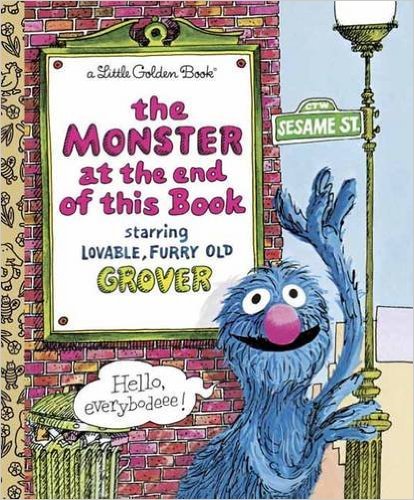 a Little Golden Book®
the
MONSTER
at the end
of this Book
starring
LOVABLE, FURRY OLD
GROVER
CTW
SESAME ST.
Hello,
everybodeee!